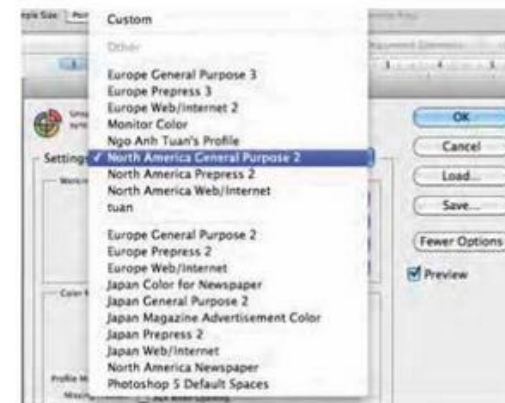 Custom
Other
Europe General Purpose 3
Europe Prepress 3
Europe Web/Internet 2
Monitor Color
Ngo Anh Tuan's Profile
Settings ✓ North America General Purpose 2
North America Prepress 2
North America Web/Internet
tuan
Europe General Purpose 2
Europe Prepress 2
Europe Web/Internet
Japan Color for Newspaper
Japan General Purpose 2
Japan Magazine Advertisement Color
Japan Prepress 2
Japan Web/Internet
North America Newspaper
Photoshop 5 Default Spaces
OK
Cancel
Load...
Save...
Fewer Options
Preview